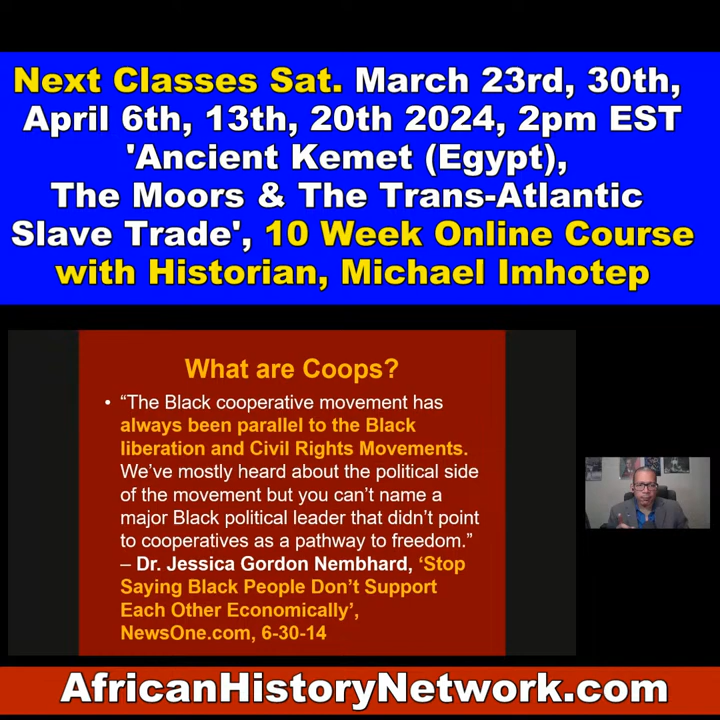 Next Classes Sat. March 23rd, 30th,
April 6th, 13th, 20th 2024, 2pm EST
'Ancient Kemet (Egypt),
The Moors & The Trans-Atlantic
Slave Trade', 10 Week Online Course
with Historian, Michael Imhotep
What are Coops?
• “The Black cooperative movement has
always been parallel to the Black
liberation and Civil Rights Movements.
We’ve mostly heard about the political side
of the movement but you can’t name a
major Black political leader that didn’t point
to cooperatives as a pathway to freedom.”
– Dr. Jessica Gordon Nembhard, ‘Stop
Saying Black People Don’t Support
Each Other Economically’,
NewsOne.com, 6-30-14
AfricanHistoryNetwork.com